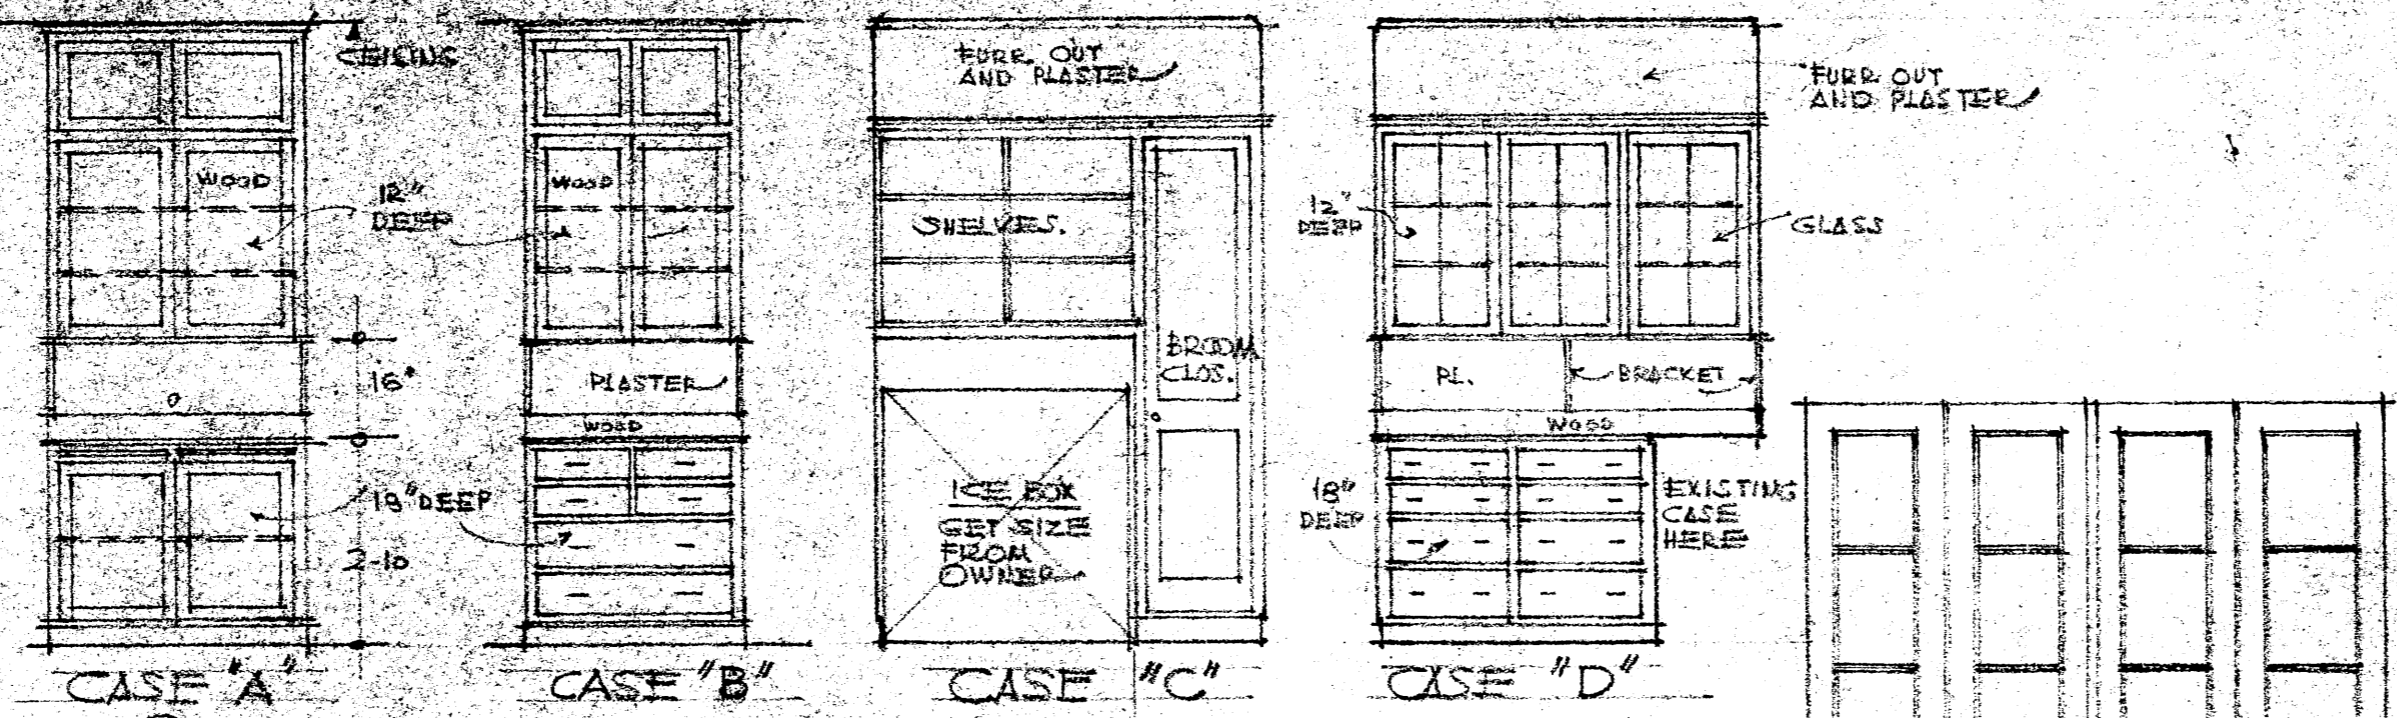 CEILING
WOOD
12"
DEEP
16"
18" DEEP
2-10
CASE "A"
WOOD
PLASTER
WOOD
CASE "B"
FURR OUT
AND PLASTER
SHELVES.
BROOM
CLOS.
ICE BOX
GET SIZE
FROM
OWNER
CASE "C"
FURR OUT
AND PLASTER
12"
DEEP
GLASS
PL.
BRACKET
WOOD
18"
DEEP
EXISTING
CASE
HERE
CASE "D"